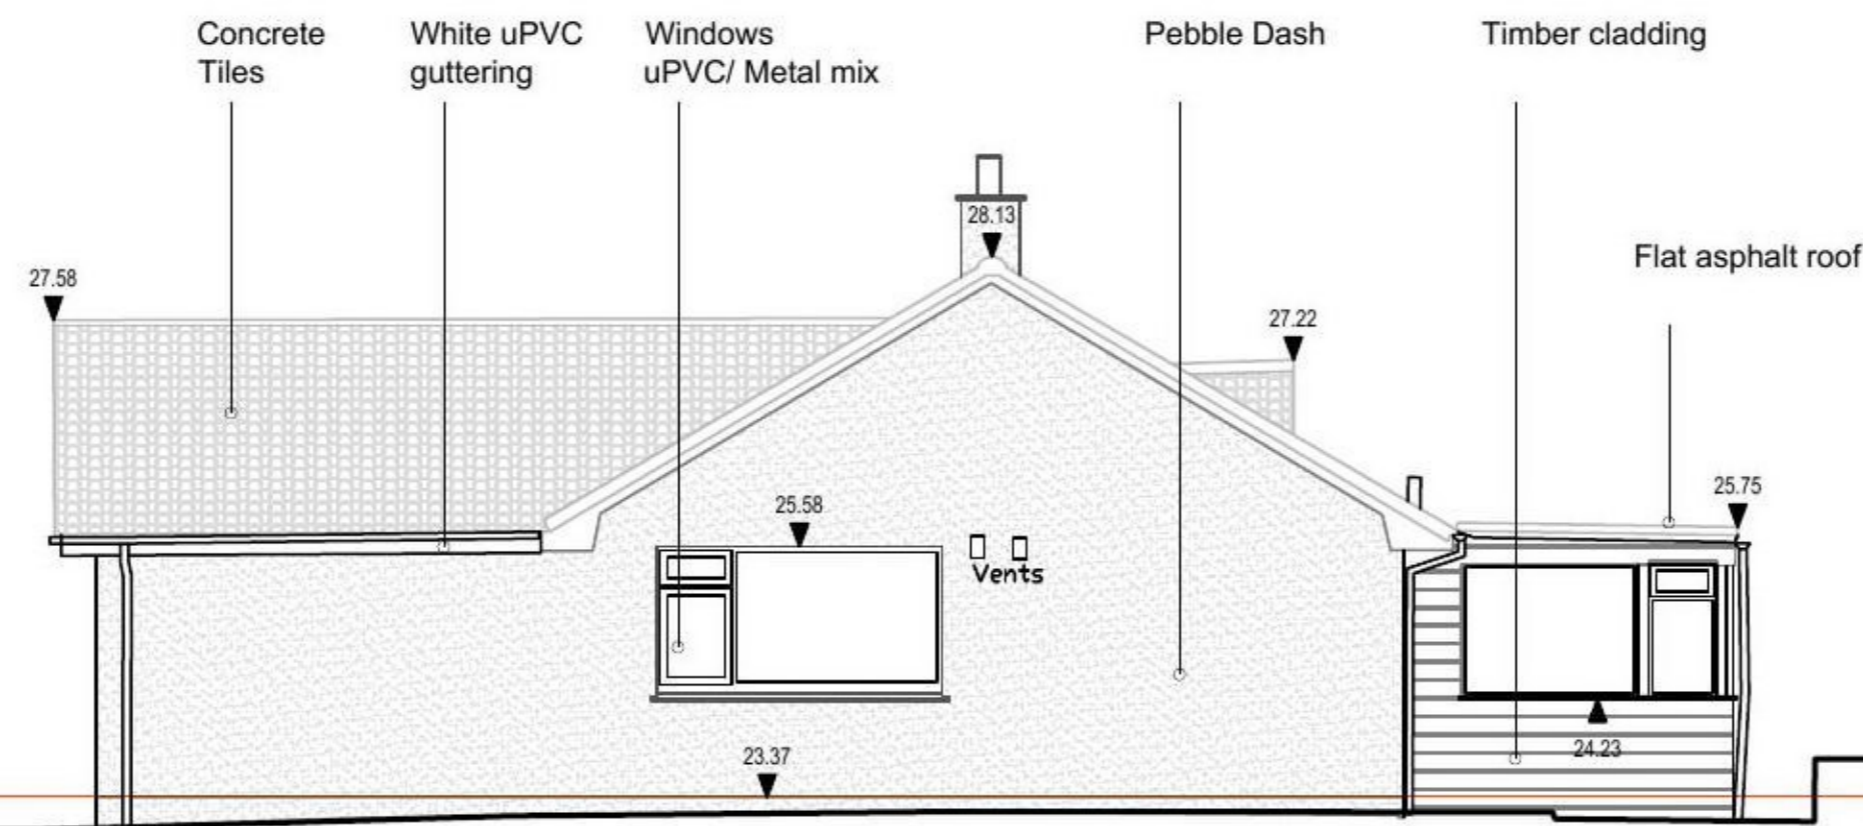 Concrete
Tiles
White uPVC
guttering
Windows
uPVC/ Metal mix
Pebble Dash
Timber cladding
28.13
Flat asphalt roof
27.58
27.22
25.58
25.75
Vents
24.23
23.37